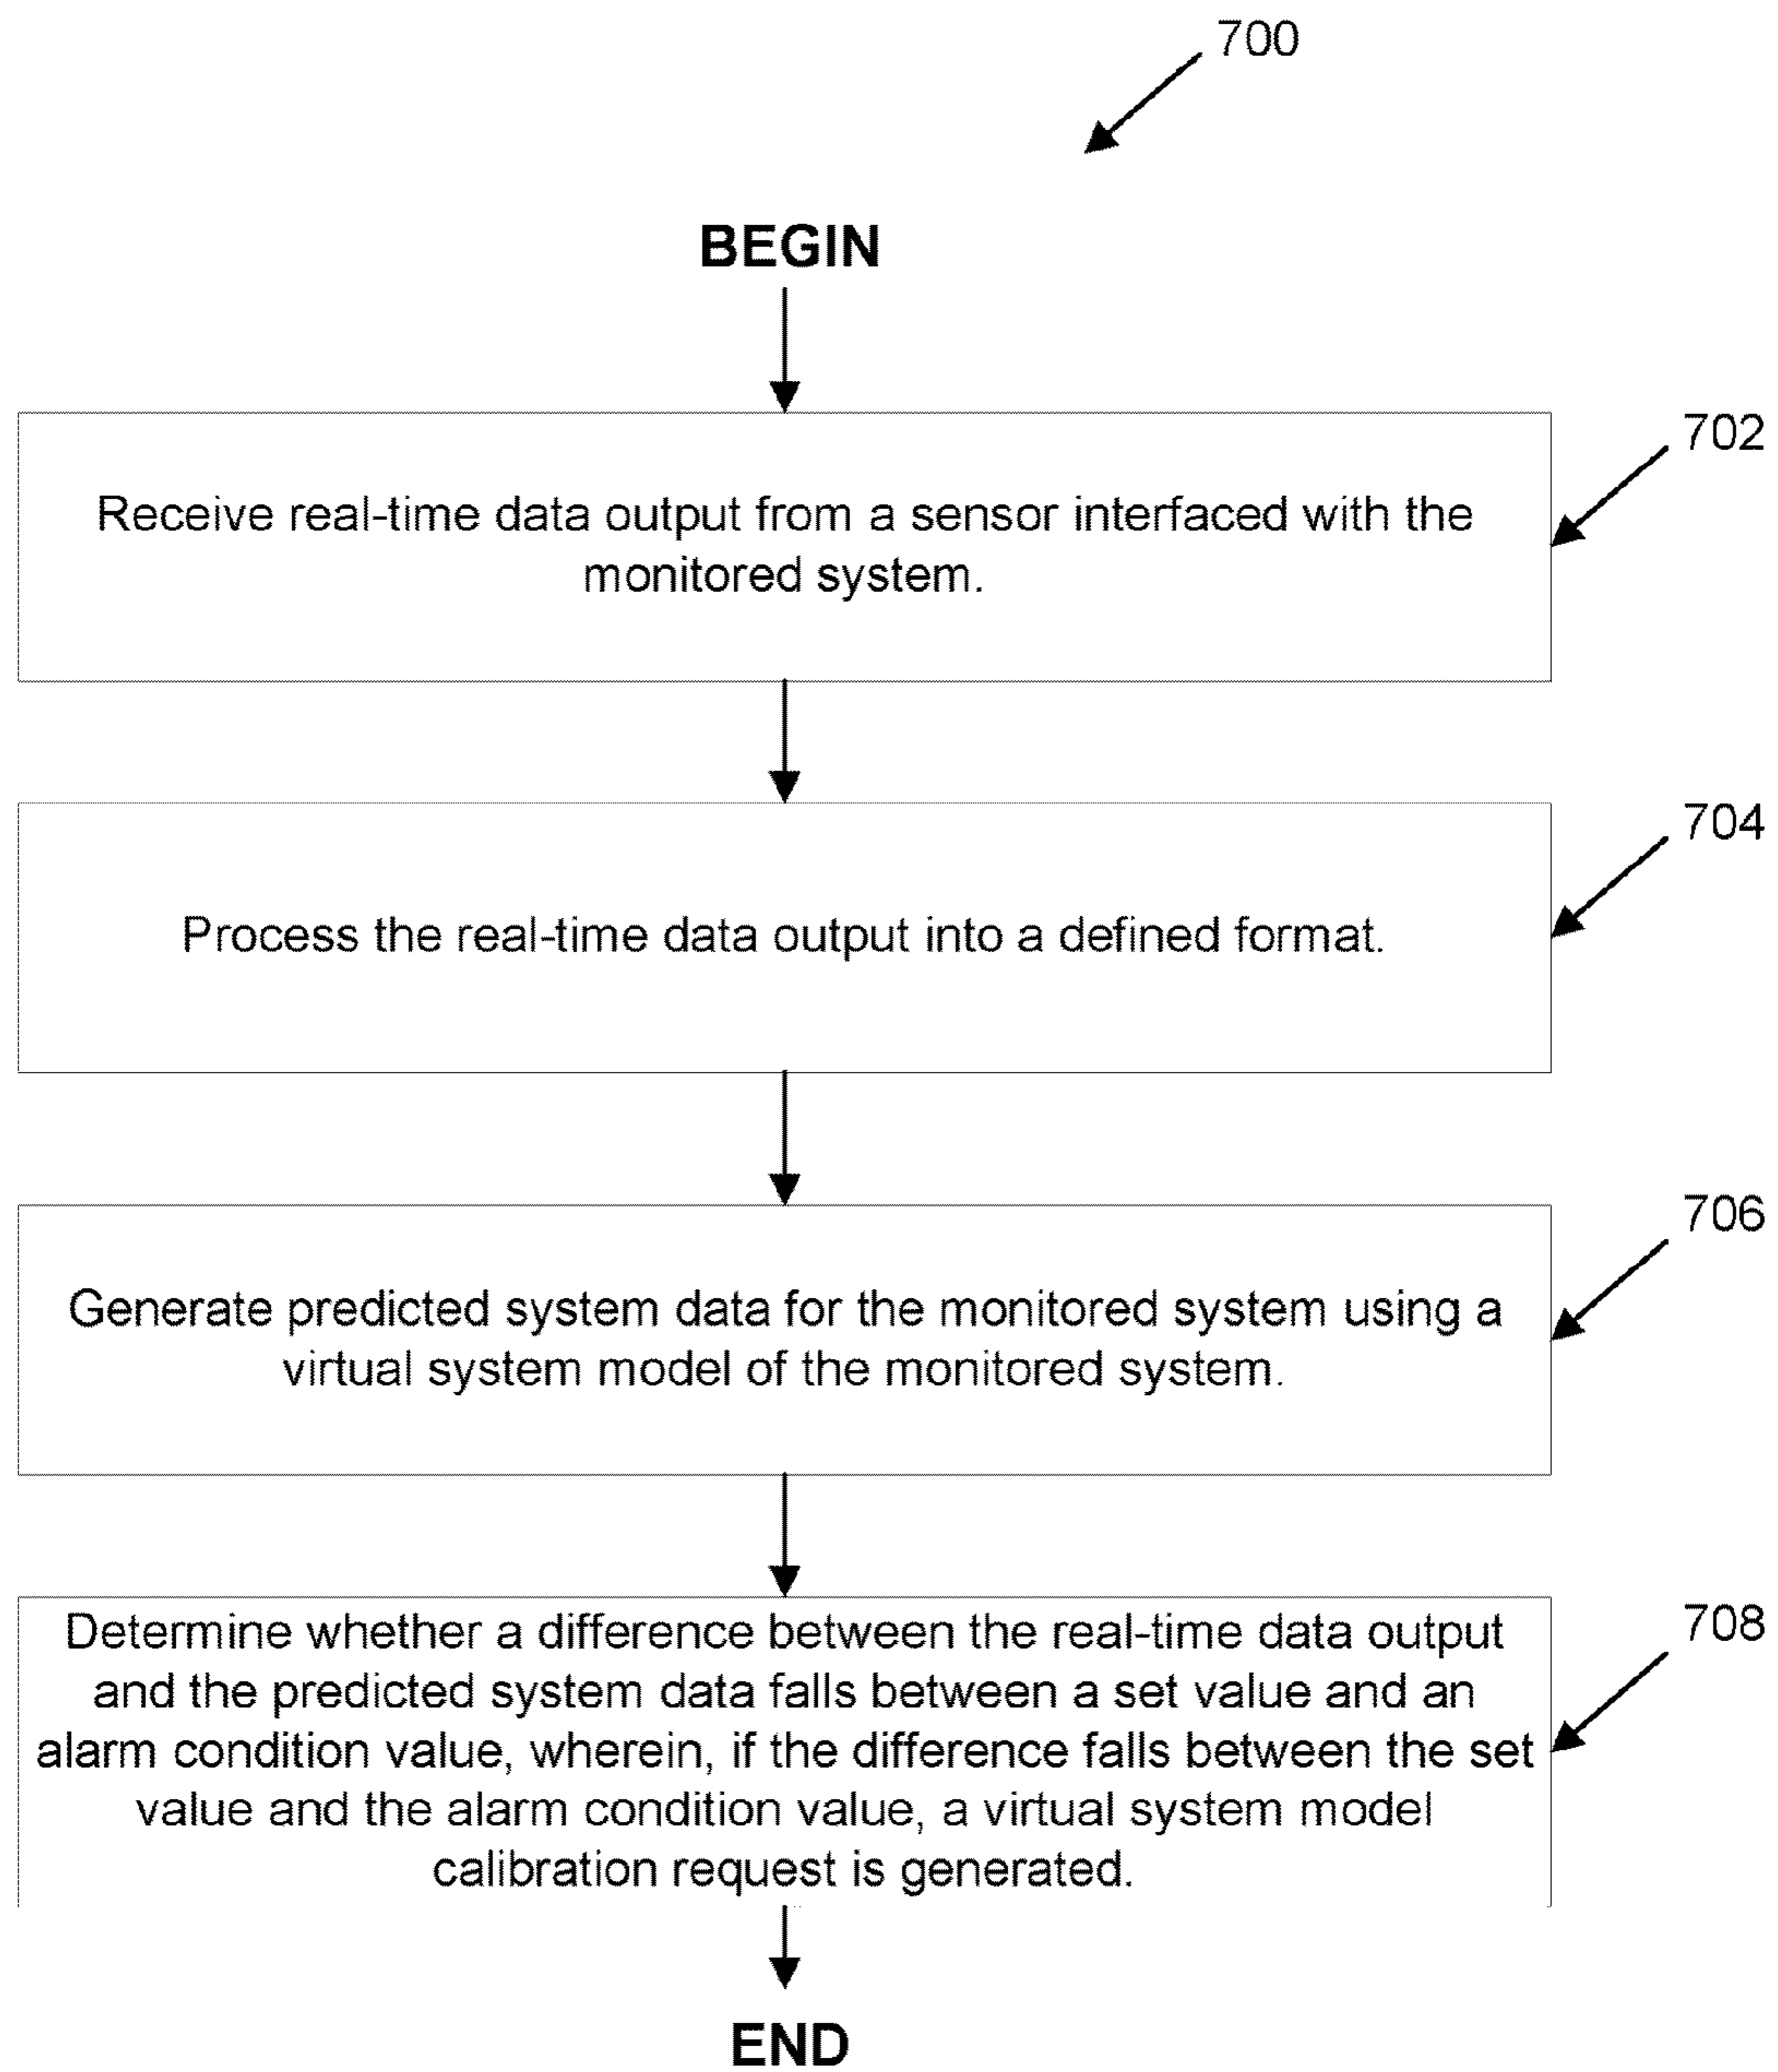 700
BEGIN
702
Receive real-time data output from a sensor interfaced with the
monitored system.
704
Process the real-time data output into a defined format.
706
Generate predicted system data for the monitored system using a
virtual system model of the monitored system.
708
Determine whether a difference between the real-time data output
and the predicted system data falls between a set value and an
alarm condition value, wherein, if the difference falls between the set
value and the alarm condition value, a virtual system model
calibration request is generated.
END